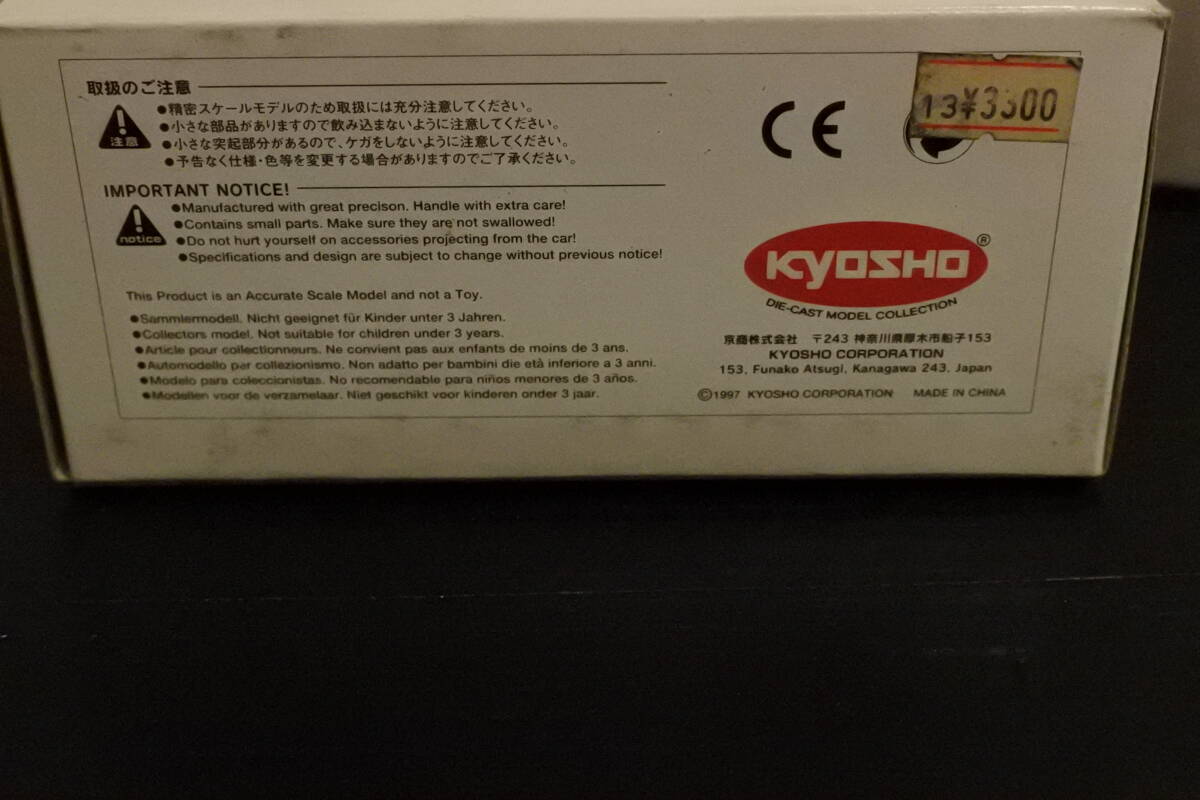 取扱のご注意
注意
●精密スケールモデルのため取扱には充分注意してください。
●小さな部品がありますので飲み込まないように注意してください。
●小さな突起部分があるので、ケガをしないように注意してください。
●予告なく仕様・色等を変更する場合がありますのでご了承ください。
IMPORTANT NOTICE!
notice
●Manufactured with great precison. Handle with extra care!
●Contains small parts. Make sure they are not swallowed!
●Do not hurt yourself on accessories projecting from the car!
●Specifications and design are subject to change without previous notice!
This Product is an Accurate Scale Model and not a Toy.
●Sammlermodell. Nicht geeignet für Kinder unter 3 Jahren.
●Collectors model. Not suitable for children under 3 years.
●Article pour collectionneurs. Ne convient pas aux enfants de moins de 3 ans.
●Automodello par collezionismo. Non adatto per bambini die età inferiore a 3 anni.
●Modelo para coleccionistas. No recomendable para niños menores de 3 años.
●Modellen voor de verzamelaar. Niet geschikt voor kinderen onder 3 jaar.
CE
13¥3300
KYOSHO®
DIE-CAST MODEL COLLECTION
京商株式会社 〒243 神奈川県厚木市船子153
KYOSHO CORPORATION
153, Funako Atsugi, Kanagawa 243, Japan
©1997 KYOSHO CORPORATION MADE IN CHINA